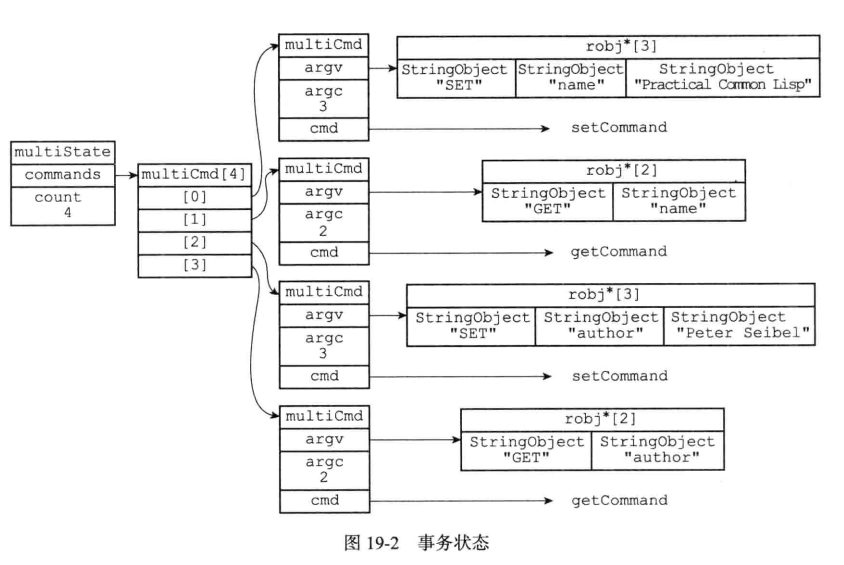 multiState
commands
count
4
multiCmd[4]
[0]
[1]
[2]
[3]
multiCmd
argv
argc
3
cmd
robj*[3]
StringObject "SET"
StringObject "name"
StringObject "Practical Common Lisp"
setCommand
multiCmd
argv
argc
2
cmd
robj*[2]
StringObject "GET"
StringObject "name"
getCommand
multiCmd
argv
argc
3
cmd
robj*[3]
StringObject "SET"
StringObject "author"
StringObject "Peter Seibel"
setCommand
multiCmd
argv
argc
2
cmd
robj*[2]
StringObject "GET"
StringObject "author"
getCommand
图 19-2 事务状态